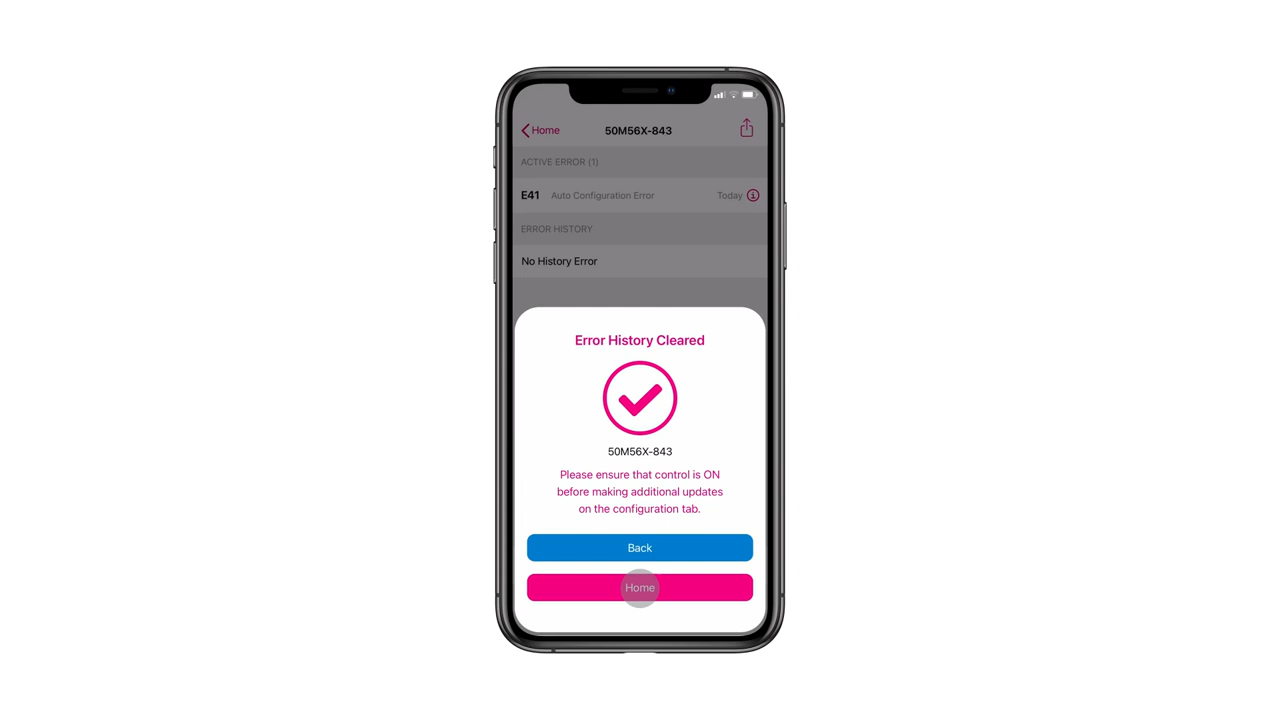 Home 50M56X-843
ACTIVE ERROR (1)
E41 Auto Configuration Error Today
ERROR HISTORY
No History Error
Error History Cleared
50M56X-843
Please ensure that control is ON
before making additional updates
on the configuration tab.
Back
Home